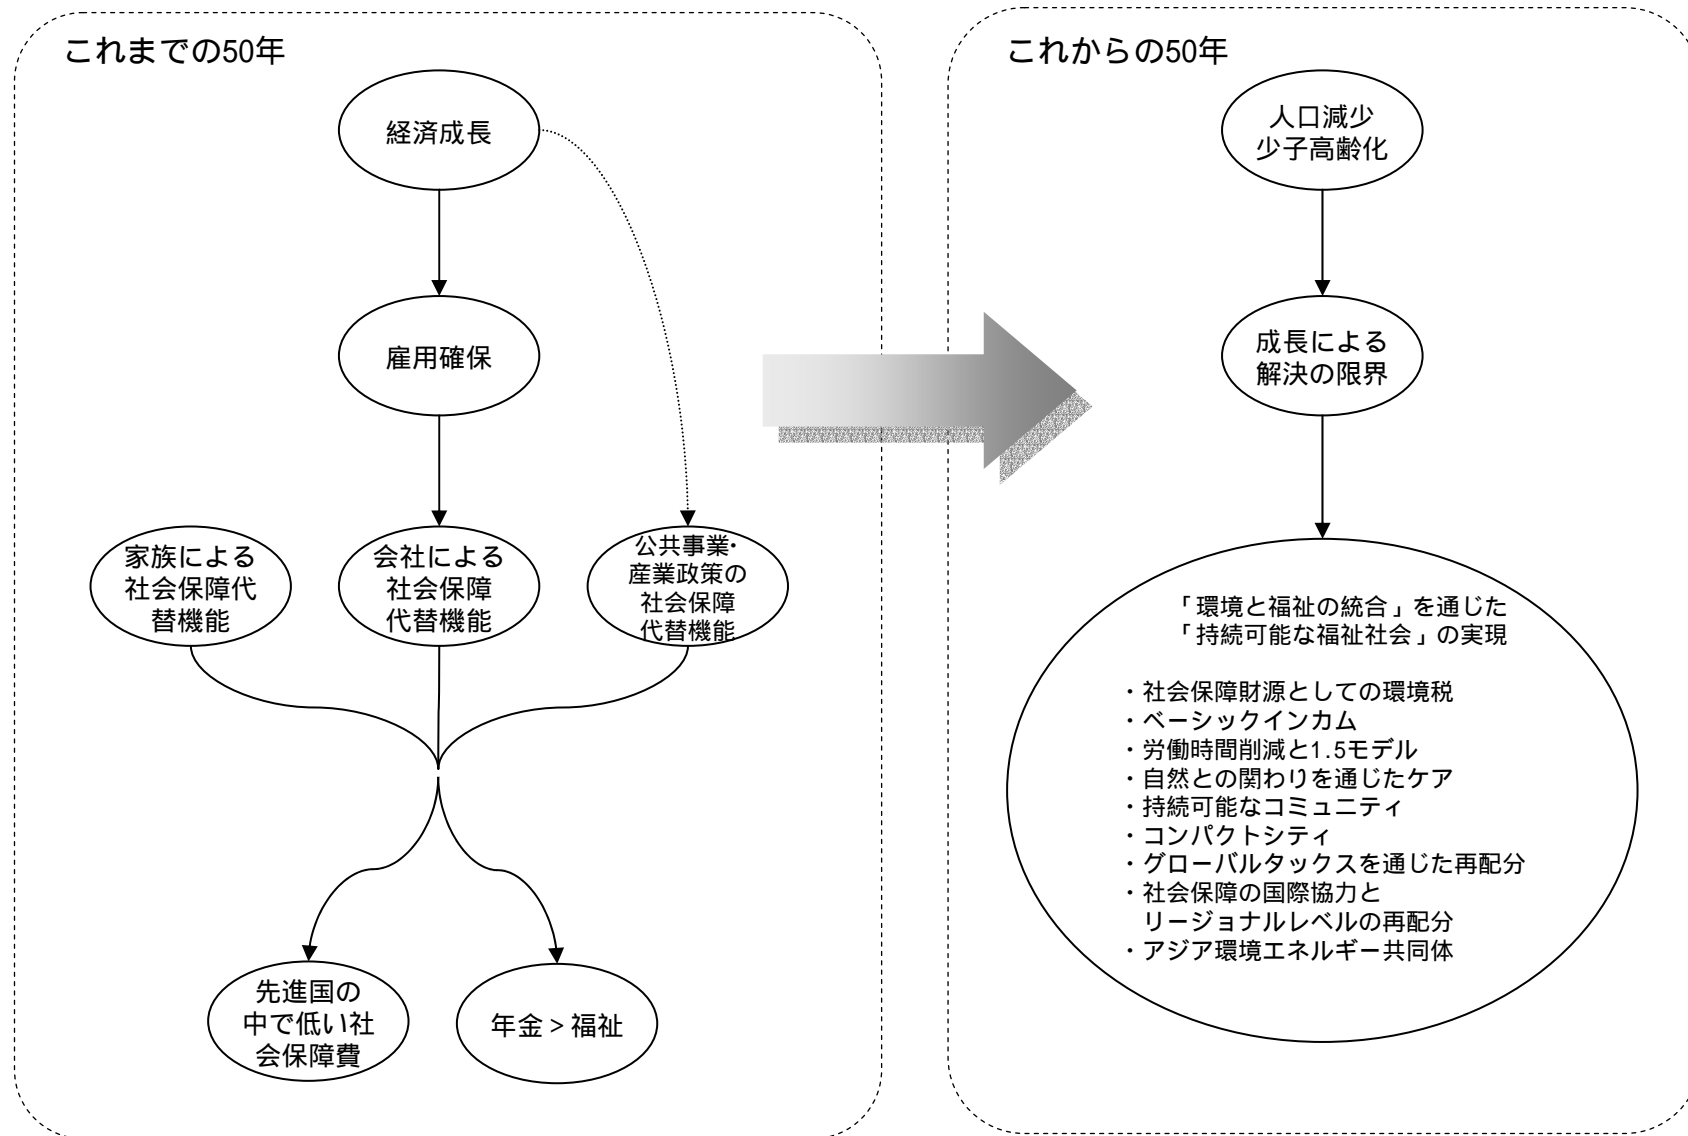 これまでの50年
経済成長
雇用確保
家族による
社会保障代
替機能
会社による
社会保障
代替機能
公共事業・
産業政策の
社会保障
代替機能
先進国の
中で低い社
会保障費
年金>福祉
これからの50年
人口減少
少子高齢化
成長による
解決の限界
「環境と福祉の統合」を通じた
「持続可能な福祉社会」の実現
・社会保障財源としての環境税
・ベーシックインカム
・労働時間削減と1.5モデル
・自然との関わりを通じたケア
・持続可能なコミュニティ
・コンパクトシティ
・グローバルタックスを通じた再配分
・社会保障の国際協力と
リージョナルレベルの再配分
・アジア環境エネルギー共同体